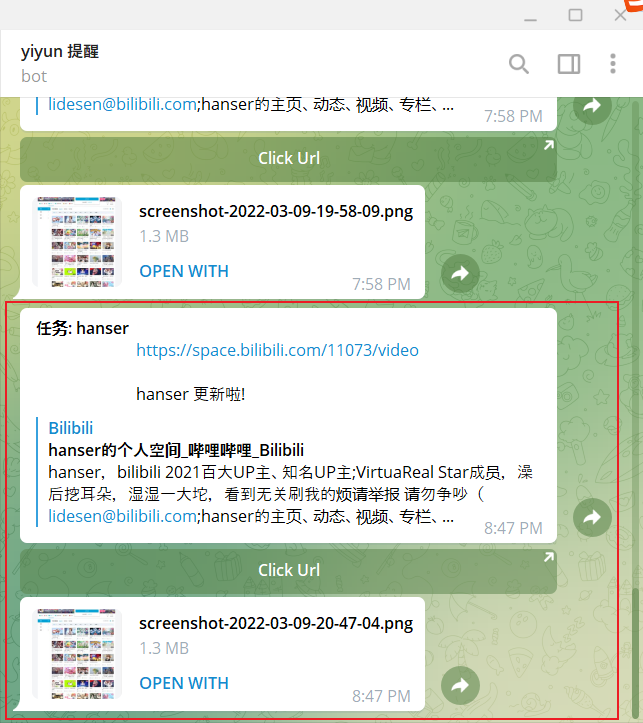 yiyun 提醒
bot
lidesen@bilibili.com;hanser的主页、动态、视频、专栏、...
7:58 PM
Click Url
screenshot-2022-03-09-19-58-09.png
1.3 MB
OPEN WITH
7:58 PM
任务: hanser
https://space.bilibili.com/11073/video
hanser 更新啦!
Bilibili
hanser的个人空间_哔哩哔哩_Bilibili
hanser，bilibili 2021百大UP主、知名UP主;VirtuaReal Star成员，澡
后挖耳朵，湿湿一大坨，看到无关刷我的烦请举报 请勿争吵（
lidesen@bilibili.com;hanser的主页、动态、视频、专栏、...
8:47 PM
Click Url
screenshot-2022-03-09-20-47-04.png
1.3 MB
OPEN WITH
8:47 PM